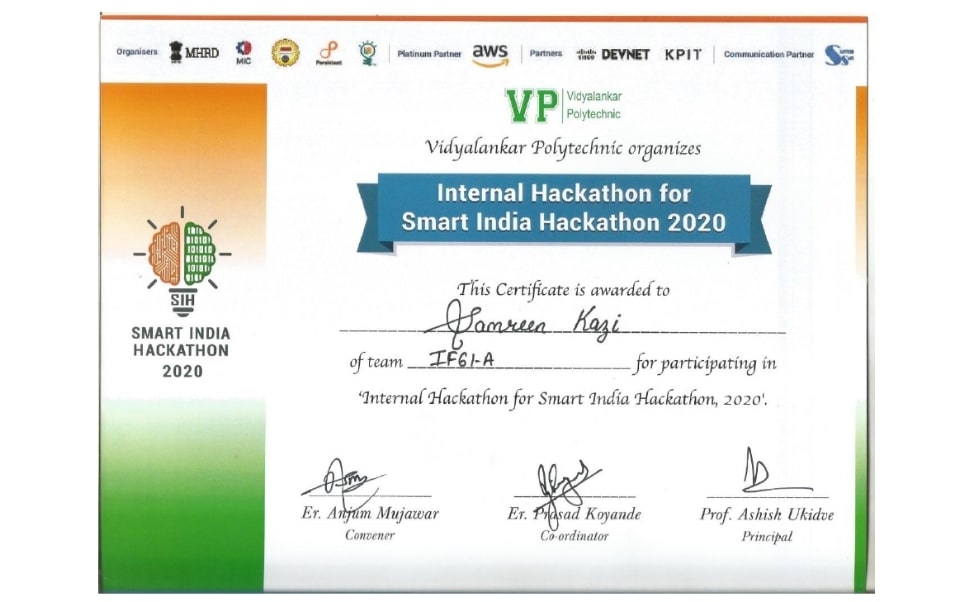 Organisers MHRD MIC Persistent Platinum Partner aws Partners cisco DEVNET KPIT Communication Partner
VP Vidyalankar
Polytechnic
Vidyalankar Polytechnic organizes
Internal Hackathon for
Smart India Hackathon 2020
This Certificate is awarded to
Samreen Kazi
of team IF61-A for participating in
'Internal Hackathon for Smart India Hackathon, 2020'.
SIH
SMART INDIA
HACKATHON
2020
Er. Anjum Mujawar
Convener
Er. Prasad Koyande
Co-ordinator
Prof. Ashish Ukidve
Principal